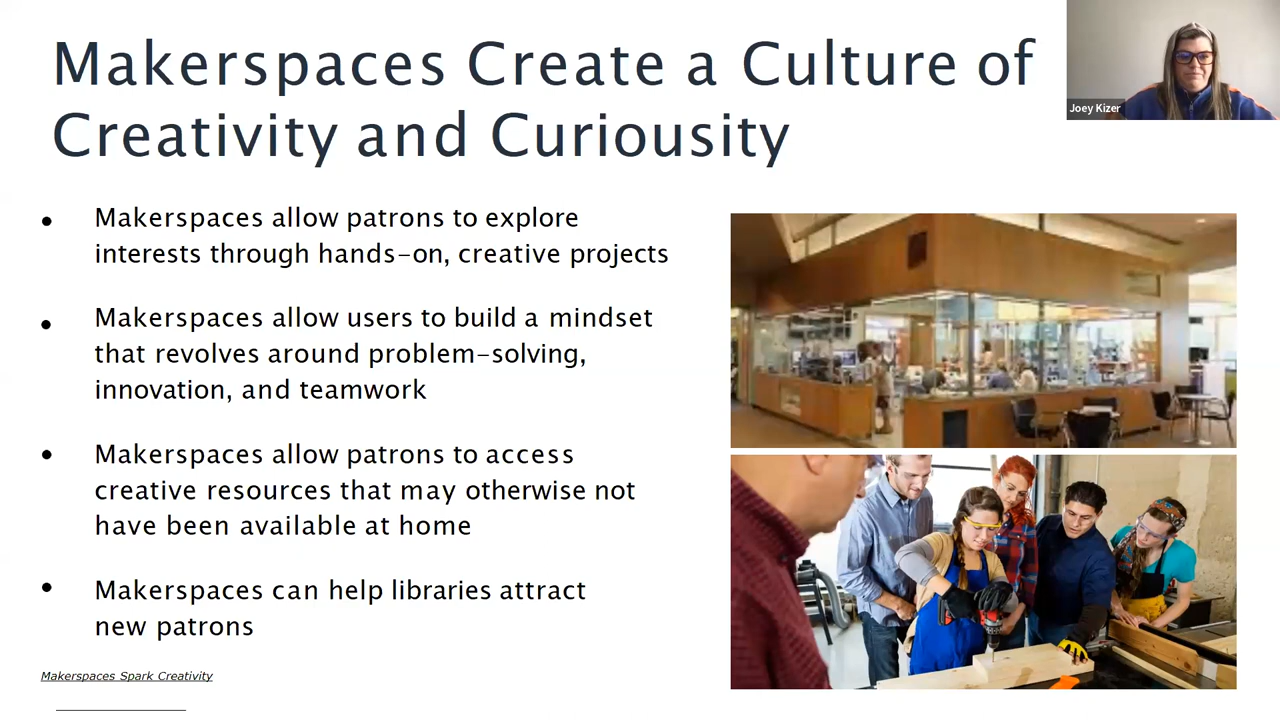 Makerspaces Create a Culture of
Creativity and Curiousity
Joey Kizer
• Makerspaces allow patrons to explore
interests through hands-on, creative projects
• Makerspaces allow users to build a mindset
that revolves around problem-solving,
innovation, and teamwork
• Makerspaces allow patrons to access
creative resources that may otherwise not
have been available at home
• Makerspaces can help libraries attract
new patrons
Makerspaces Spark Creativity